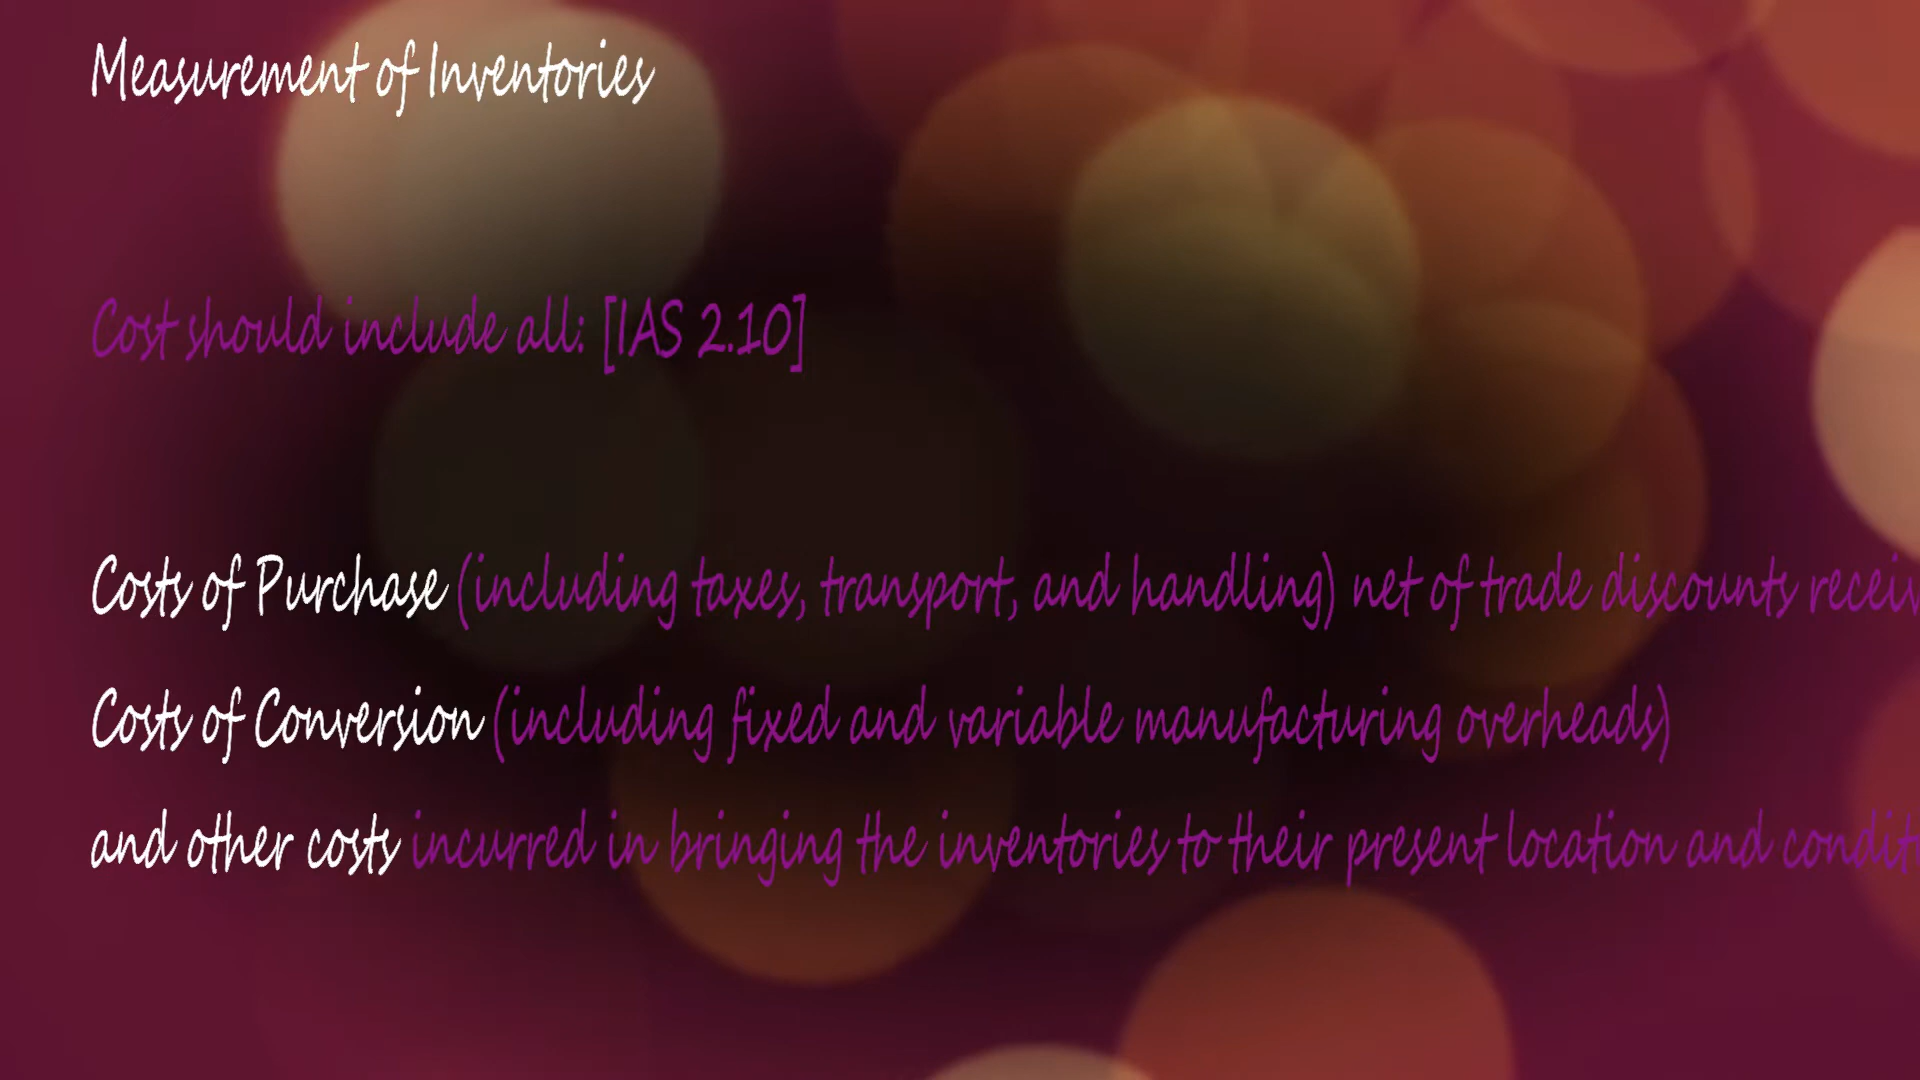 Measurement of Inventories
Cost should include all: [IAS 2.10]
Costs of Purchase (including taxes, transport, and handling) net of trade discounts
Costs of Conversion (including fixed and variable manufacturing overheads)
and other costs incurred in bringing the inventories to their present location and